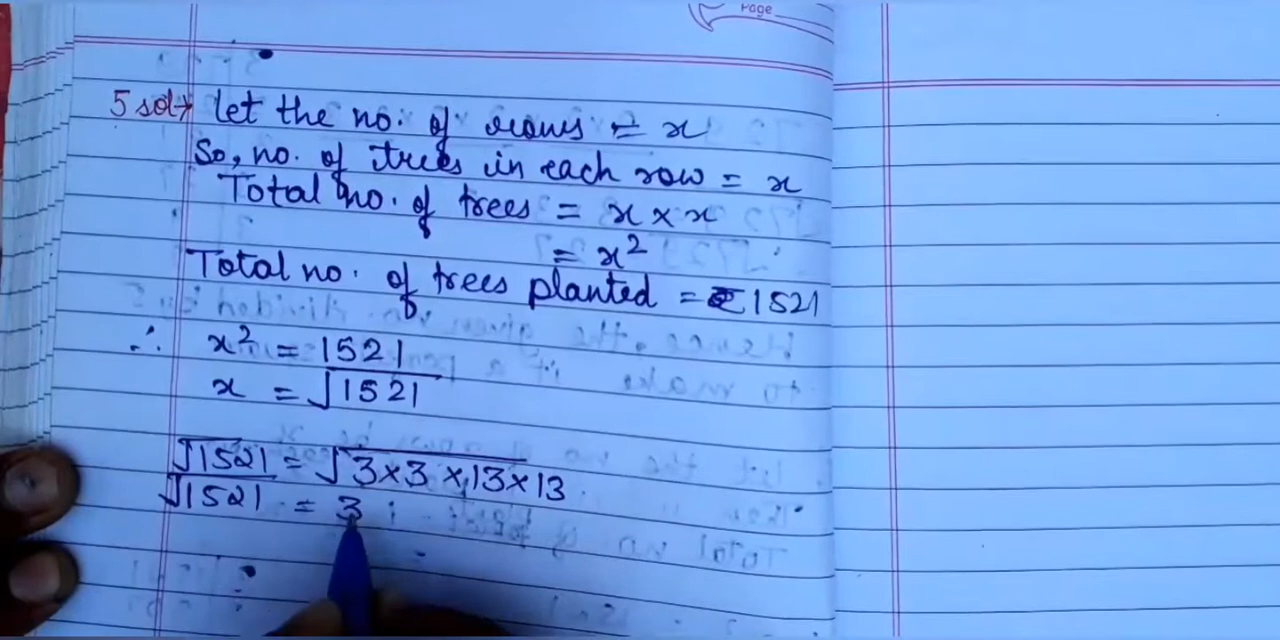 Page
5 sol→ let the no. of rows = x
So, no. of trees in each row = x
Total no. of trees = x × x
= x²
Total no. of trees planted = 1521
∴ x² = 1521
x = √1521
√1521 = √3×3×13×13
√1521 = 3